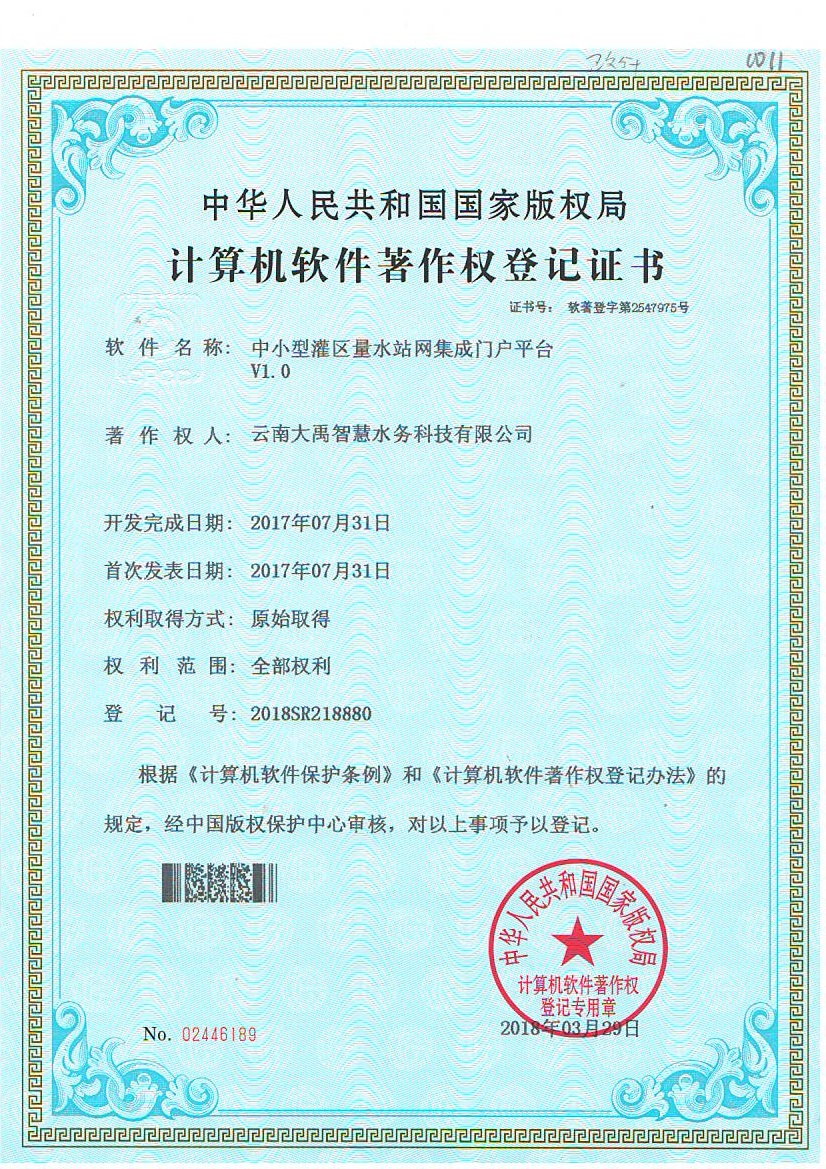 0011
中华人民共和国国家版权局
计算机软件著作权登记证书
证书号： 软著登字第2547975号
软件名称： 中小型灌区量水站网集成门户平台
V1.0
著作权人： 云南大禹智慧水务科技有限公司
开发完成日期： 2017年07月31日
首次发表日期： 2017年07月31日
权利取得方式： 原始取得
权利范围： 全部权利
登记号： 2018SR218880
根据《计算机软件保护条例》和《计算机软件著作权登记办法》的
规定，经中国版权保护中心审核，对以上事项予以登记。
中华人民共和国国家版权局
计算机软件著作权
登记专用章
2018年03月29日
No. 02446189